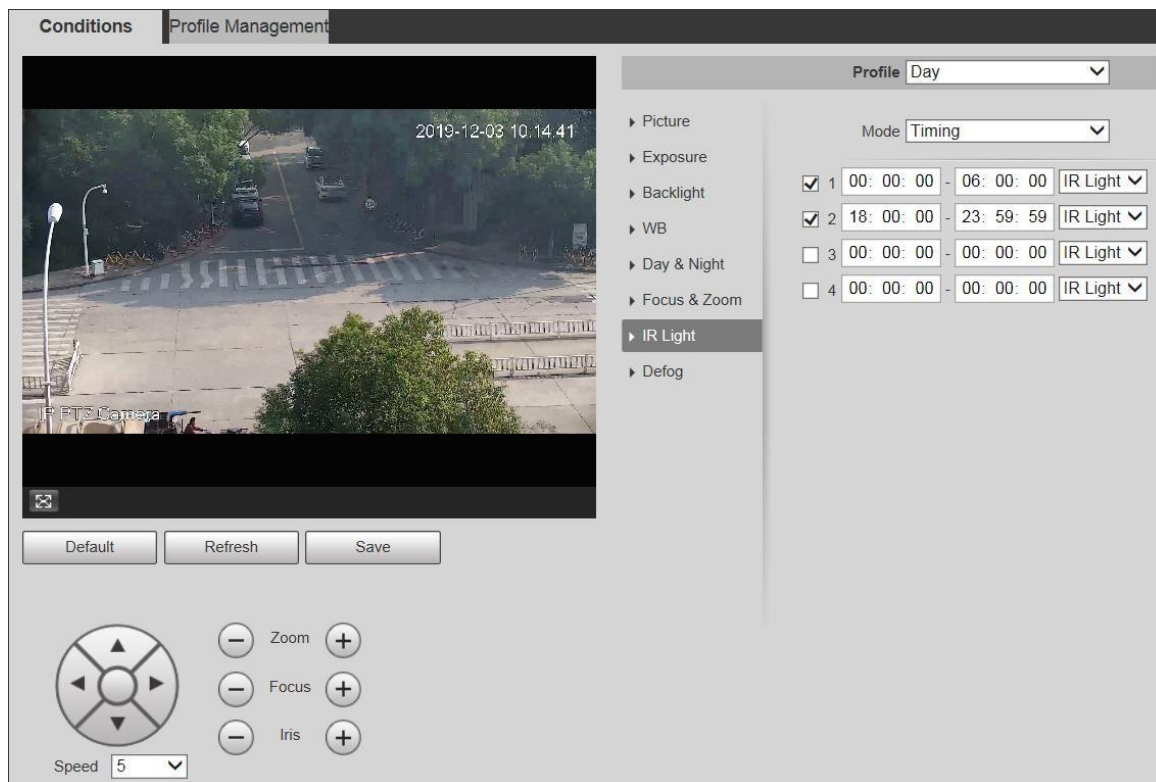 Conditions
Profile Management
Profile Day
2019-12-03 10:14:41
IR PTZ Camera
Picture
Exposure
Backlight
WB
Day & Night
Focus & Zoom
IR Light
Defog
Mode Timing
1 00: 00: 00 - 06: 00: 00 IR Light
2 18: 00: 00 - 23: 59: 59 IR Light
3 00: 00: 00 - 00: 00: 00 IR Light
4 00: 00: 00 - 00: 00: 00 IR Light
Default Refresh Save
Zoom
Focus
Iris
Speed 5